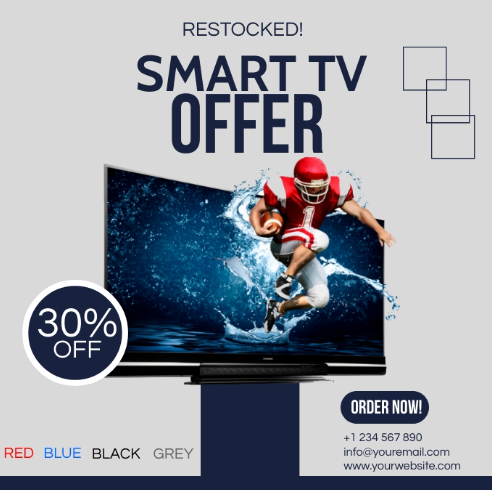 RESTOCKED!
SMART TV
OFFER
1
30%
OFF
ORDER NOW!
+1 234 567 890
info@youremail.com
www.yourwebsite.com
RED BLUE BLACK GREY